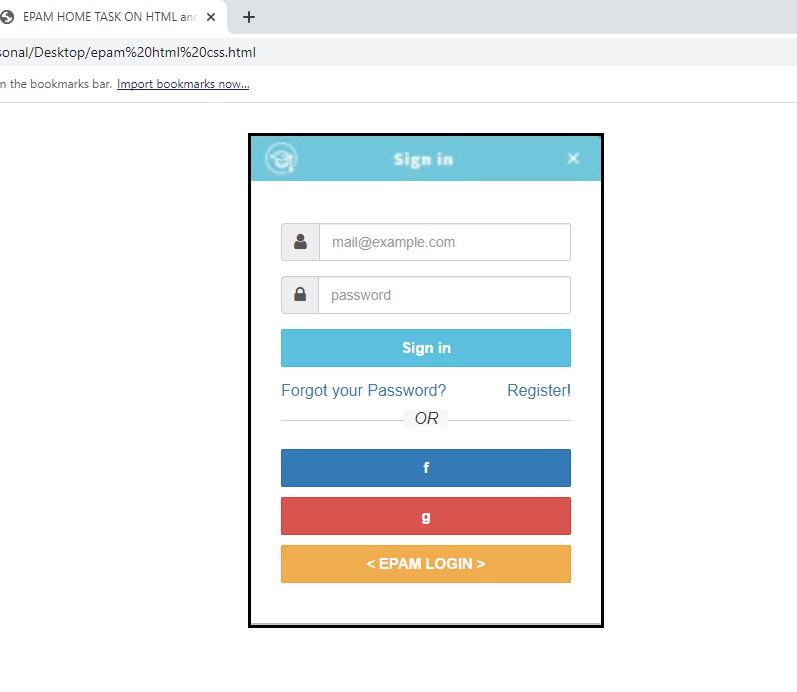 EPAM HOME TASK ON HTML and
sonal/Desktop/epam%20html%20css.html
n the bookmarks bar. Import bookmarks now...
Sign in ×
mail@example.com
password
Sign in
Forgot your Password? Register!
OR
f
g
< EPAM LOGIN >